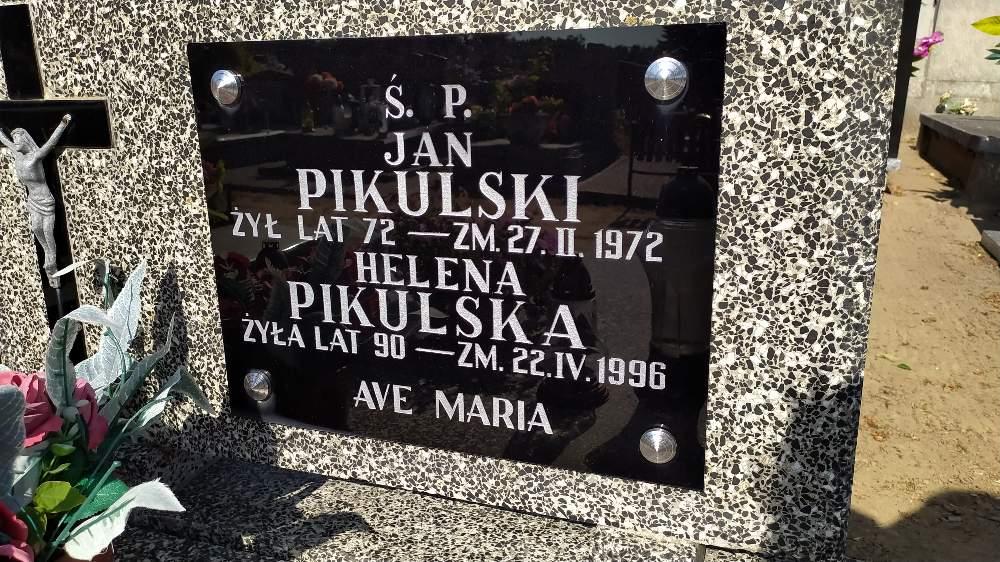 Ś. P.
JAN
PIKULSKI
ŻYŁ LAT 72 — ZM. 27. II. 1972
HELENA
PIKULSKA
ŻYŁA LAT 90 — ZM. 22. IV. 1996
AVE MARIA